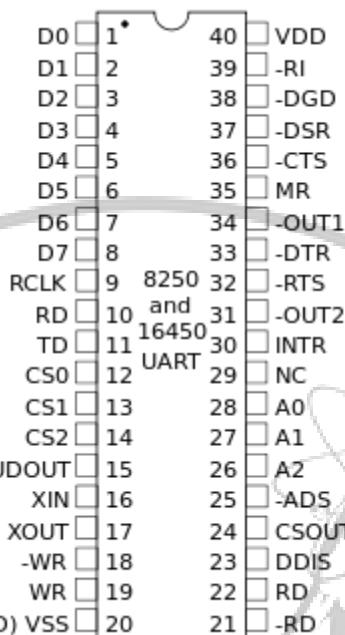 D0 1 40 VDD
D1 2 39 -RI
D2 3 38 -DGD
D3 4 37 -DSR
D4 5 36 -CTS
D5 6 35 MR
D6 7 34 -OUT1
D7 8 33 -DTR
RCLK 9 8250 32 -RTS
RD 10 and 31 -OUT2
TD 11 16450 30 INTR
CS0 12 UART 29 NC
CS1 13 28 A0
CS2 14 27 A1
UDOUT 15 26 A2
XIN 16 25 -ADS
XOUT 17 24 CSOUT
-WR 18 23 DDIS
WR 19 22 RD
) VSS 20 21 -RD